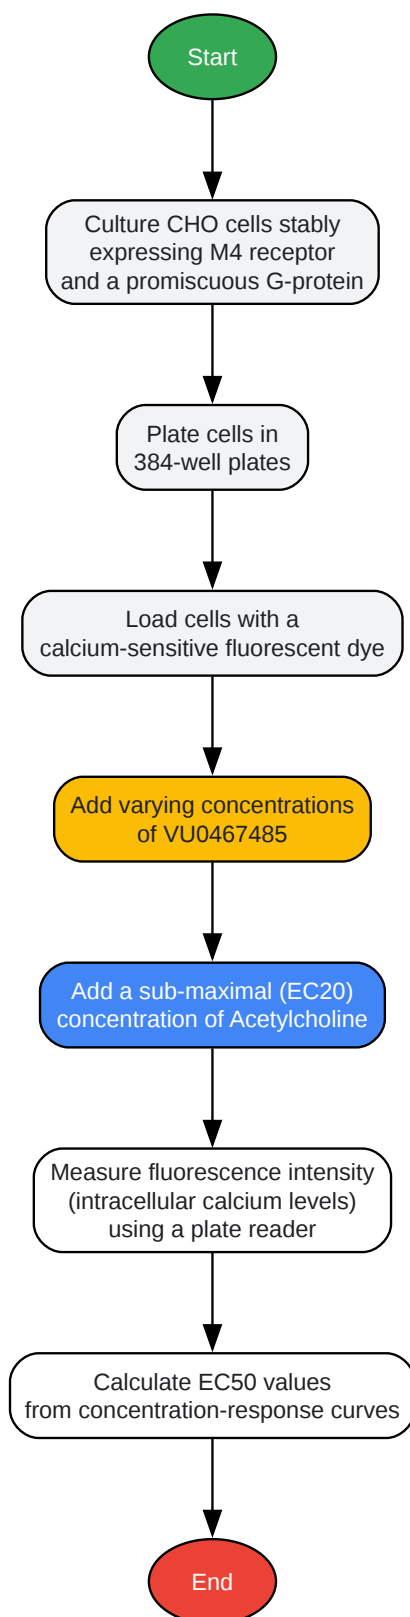 Start
Culture CHO cells stably
expressing M4 receptor
and a promiscuous G-protein
Plate cells in
384-well plates
Load cells with a
calcium-sensitive fluorescent dye
Add varying concentrations
of VU0467485
Add a sub-maximal (EC20)
concentration of Acetylcholine
Measure fluorescence intensity
(intracellular calcium levels)
using a plate reader
Calculate EC50 values
from concentration-response curves
End